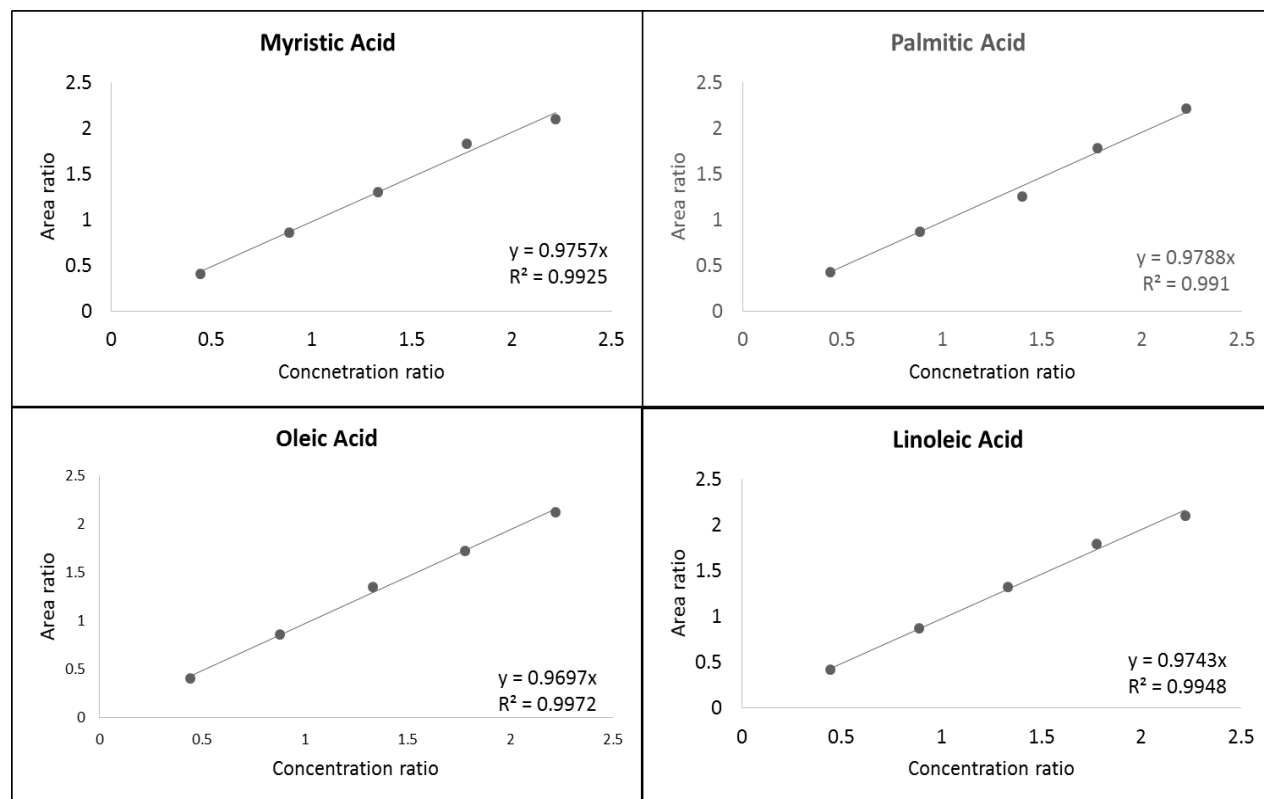 Myristic Acid
2.5
2
1.5
1
0.5
0
0
0.5
1
1.5
2
2.5
Area ratio
Concnetration ratio
y = 0.9757x
R² = 0.9925
Palmitic Acid
2.5
2
1.5
1
0.5
0
0
0.5
1
1.5
2
2.5
Area ratio
Concnetration ratio
y = 0.9788x
R² = 0.991
Oleic Acid
2.5
2
1.5
1
0.5
0
0
0.5
1
1.5
2
2.5
Area ratio
Concentration ratio
y = 0.9697x
R² = 0.9972
Linoleic Acid
2.5
2
1.5
1
0.5
0
0
0.5
1
1.5
2
2.5
Area ratio
Concentration ratio
y = 0.9743x
R² = 0.9948